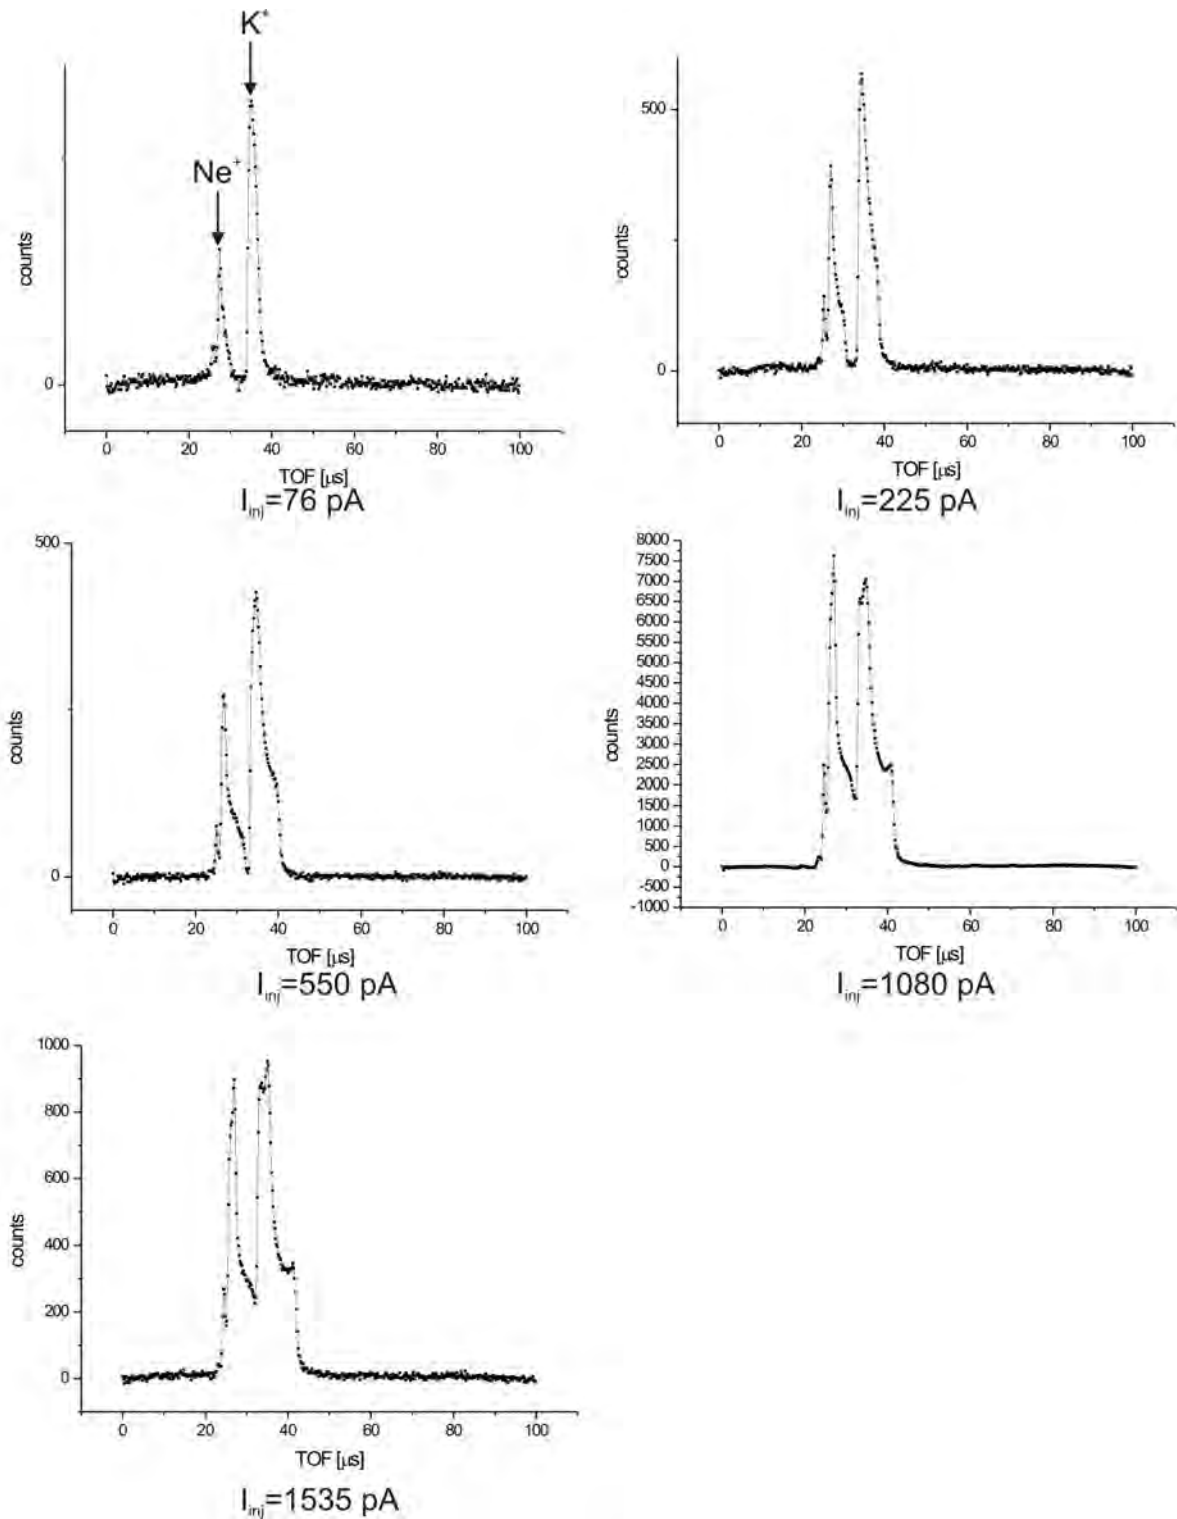 K+
Ne+
counts
0
0 20 40 60 80 100
TOF [μs]
Iinj=76 pA
500
counts
0
0 20 40 60 80 100
TOF [μs]
Iinj=225 pA
500
counts
0
0 20 40 60 80 100
TOF [μs]
Iinj=550 pA
8000
7500
7000
6500
6000
5500
5000
4500
4000
3500
3000
2500
2000
1500
1000
500
0
-500
-1000
counts
0 20 40 60 80 100
TOF [μs]
Iinj=1080 pA
1000
800
600
400
200
0
counts
0 20 40 60 80 100
TOF [μs]
Iinj=1535 pA